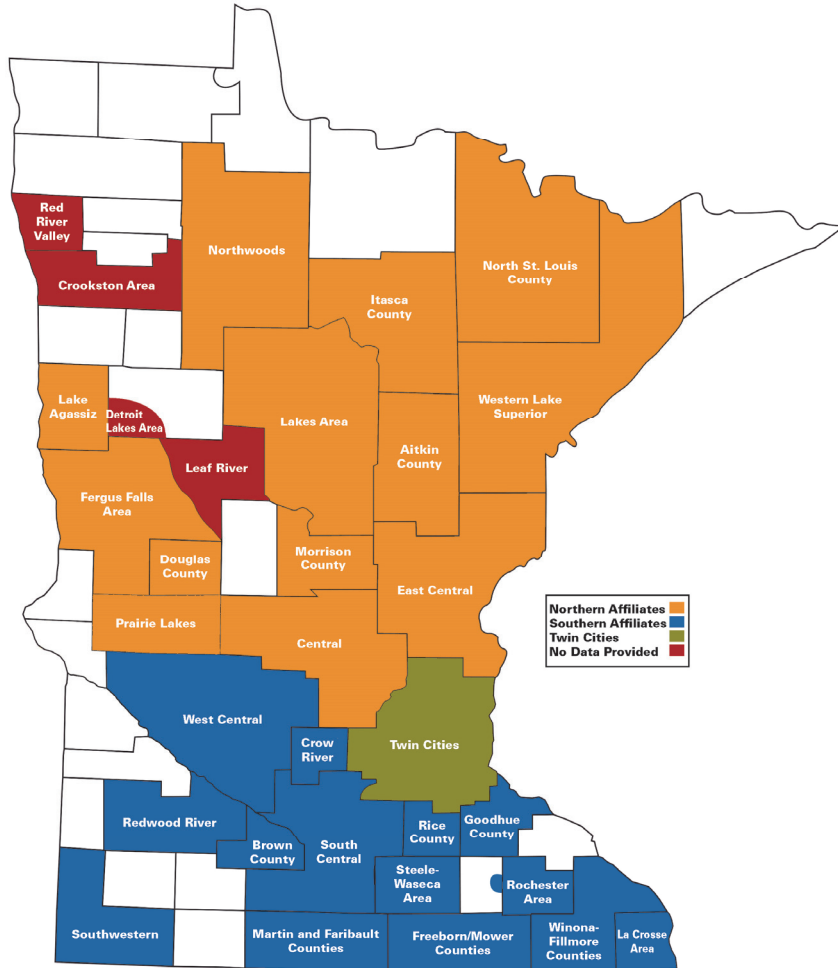 Red
River
Valley
Northwoods
North St. Louis
County
Crookston Area
Itasca
County
Lake
Agassiz
Detroit
Lakes Area
Lakes Area
Western Lake
Superior
Aitkin
County
Leaf River
Fergus Falls
Area
Douglas
County
Morrison
County
East Central
Prairie Lakes
Central
Northern Affiliates
Southern Affiliates
Twin Cities
No Data Provided
West Central
Crow
River
Twin Cities
Redwood River
Brown
County
South
Central
Rice
County
Goodhue
County
Steele-
Waseca
Area
Rochester
Area
Southwestern
Martin and Faribault
Counties
Freeborn/Mower
Counties
Winona-
Fillmore
Counties
La Crosse
Area